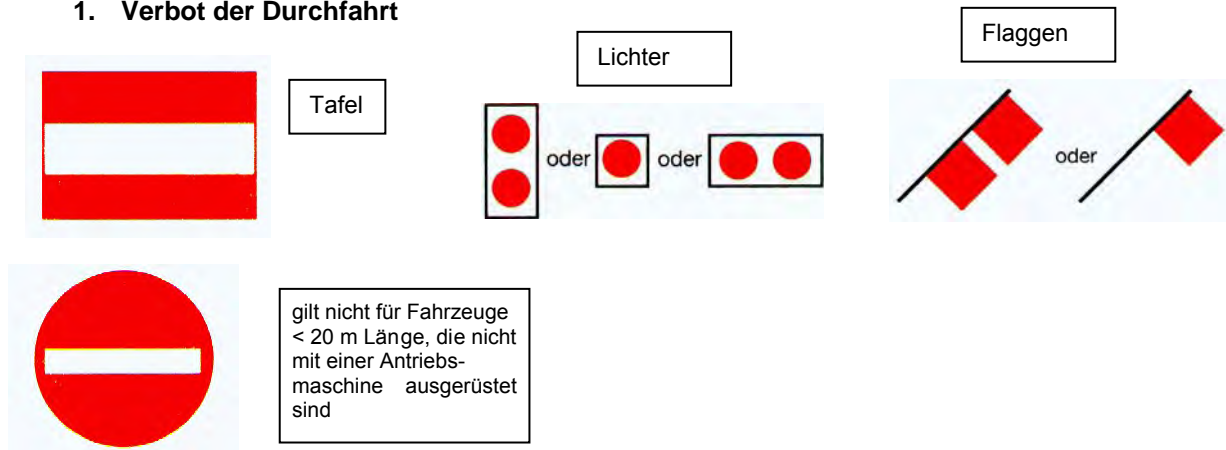 1. Verbot der Durchfahrt
Flaggen
Lichter
Tafel
oder
oder
oder
gilt nicht für Fahrzeuge
< 20 m Länge, die nicht
mit einer Antriebs-
maschine ausgerüstet
sind